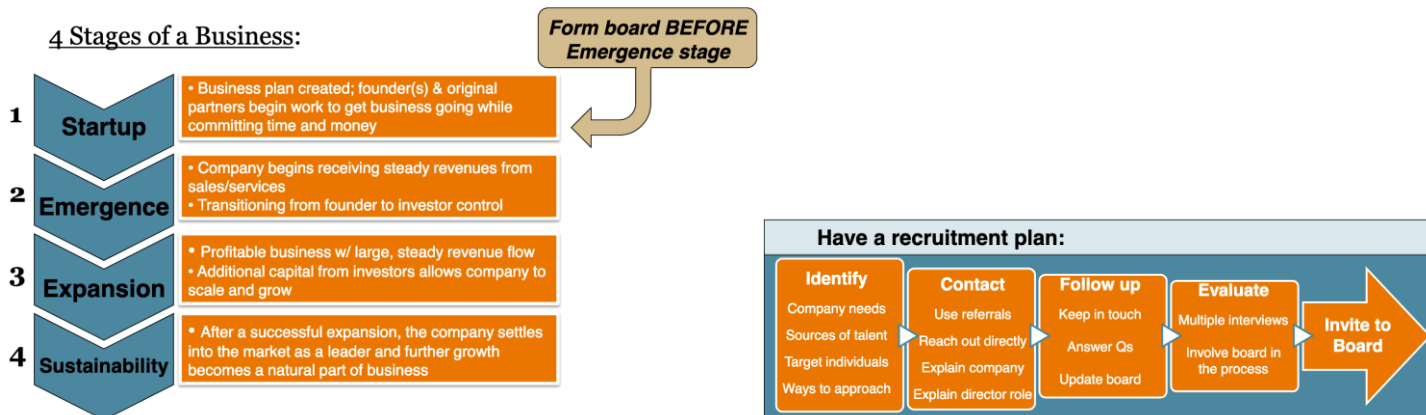 4 Stages of a Business:
Form board BEFORE
Emergence stage
1
Startup
• Business plan created; founder(s) & original
partners begin work to get business going while
committing time and money
2
Emergence
• Company begins receiving steady revenues from
sales/services
• Transitioning from founder to investor control
3
Expansion
• Profitable business w/ large, steady revenue flow
• Additional capital from investors allows company to
scale and grow
4
Sustainability
• After a successful expansion, the company settles
into the market as a leader and further growth
becomes a natural part of business
Have a recruitment plan:
Identify
Company needs
Sources of talent
Target individuals
Ways to approach
Contact
Use referrals
Reach out directly
Explain company
Explain director role
Follow up
Keep in touch
Answer Qs
Update board
Evaluate
Multiple interviews
Involve board in
the process
Invite to
Board